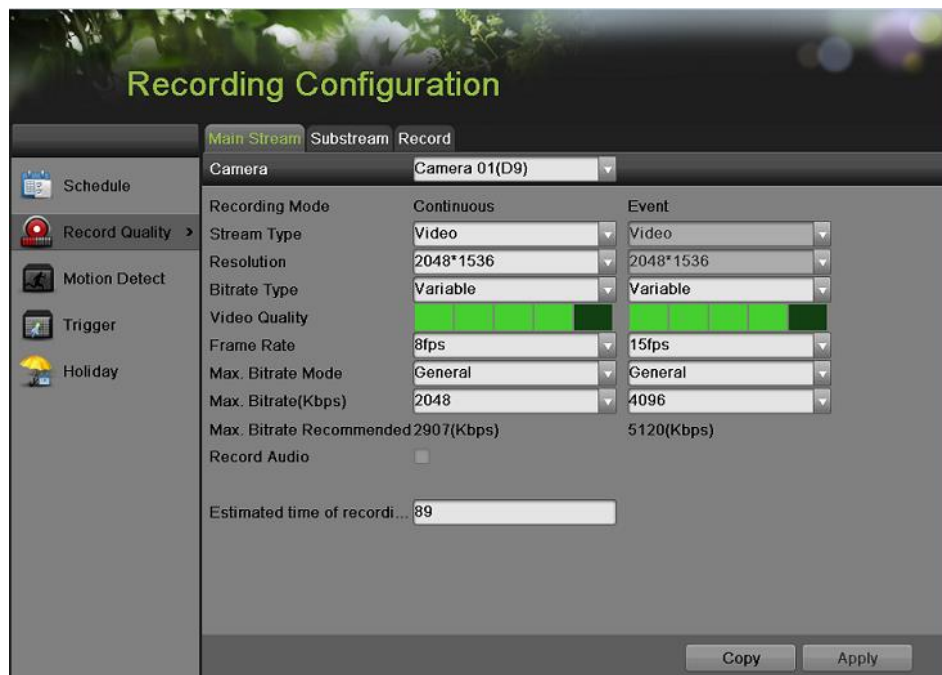 Recording Configuration
Main Stream Substream Record
Camera Camera 01(D9)
Schedule
Record Quality >
Motion Detect
Trigger
Holiday
Recording Mode Continuous Event
Stream Type Video Video
Resolution 2048*1536 2048*1536
Bitrate Type Variable Variable
Video Quality
Frame Rate 8fps 15fps
Max. Bitrate Mode General General
Max. Bitrate(Kbps) 2048 4096
Max. Bitrate Recommended 2907(Kbps) 5120(Kbps)
Record Audio
Estimated time of recordi... 89
Copy Apply